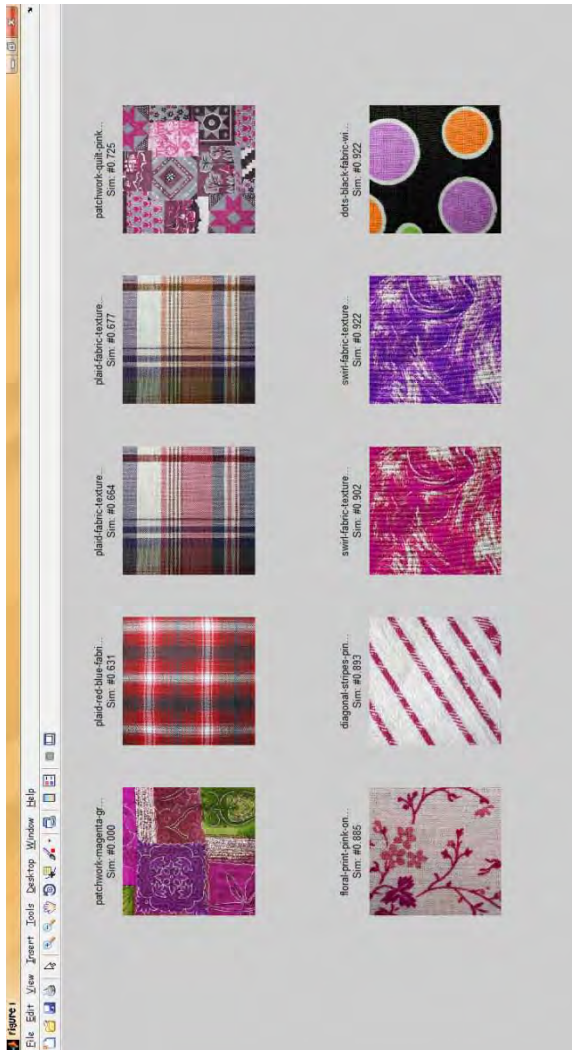 Figure 1
File Edit View Insert Tools Desktop Window Help
patchwork-magenta-gr...
Sim: #0.000
plaid-red-blue-fabri...
Sim: #0.631
plaid-fabric-texture...
Sim: #0.664
plaid-fabric-texture...
Sim: #0.677
patchwork-quilt-pink...
Sim: #0.725
floral-print-pink-on...
Sim: #0.885
diagonal-stripes-pin...
Sim: #0.893
swirl-fabric-texture...
Sim: #0.902
swirl-fabric-texture...
Sim: #0.922
dots-black-fabric-wi...
Sim: #0.922